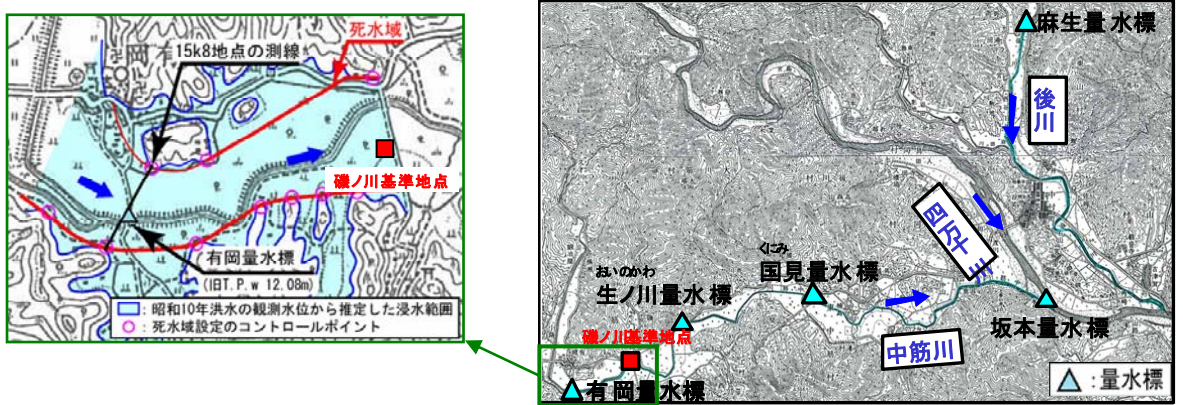 15k8地点の測線
死水域
岡有
磯ノ川基準地点
有岡量水標
(旧T.P.w 12.08m)
：昭和10年洪水の観測水位から推定した浸水範囲
：死水域設定のコントロールポイント
麻生量水標
後川
四万十川
くにみ
国見量水標
おいのかわ
生ノ川量水標
坂本量水標
磯ノ川基準地点
中筋川
有岡量水標
：量水標